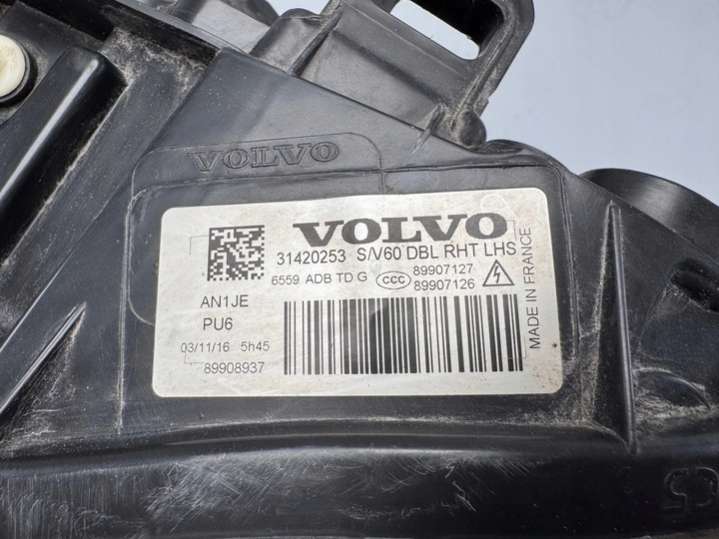 VOLVO
VOLVO
31420253 S/V60 DBL RHT LHS
6559 ADB TD G CCC 89907127
89907126
AN1JE
PU6
03/11/16 5h45
89908937
MADE IN FRANCE